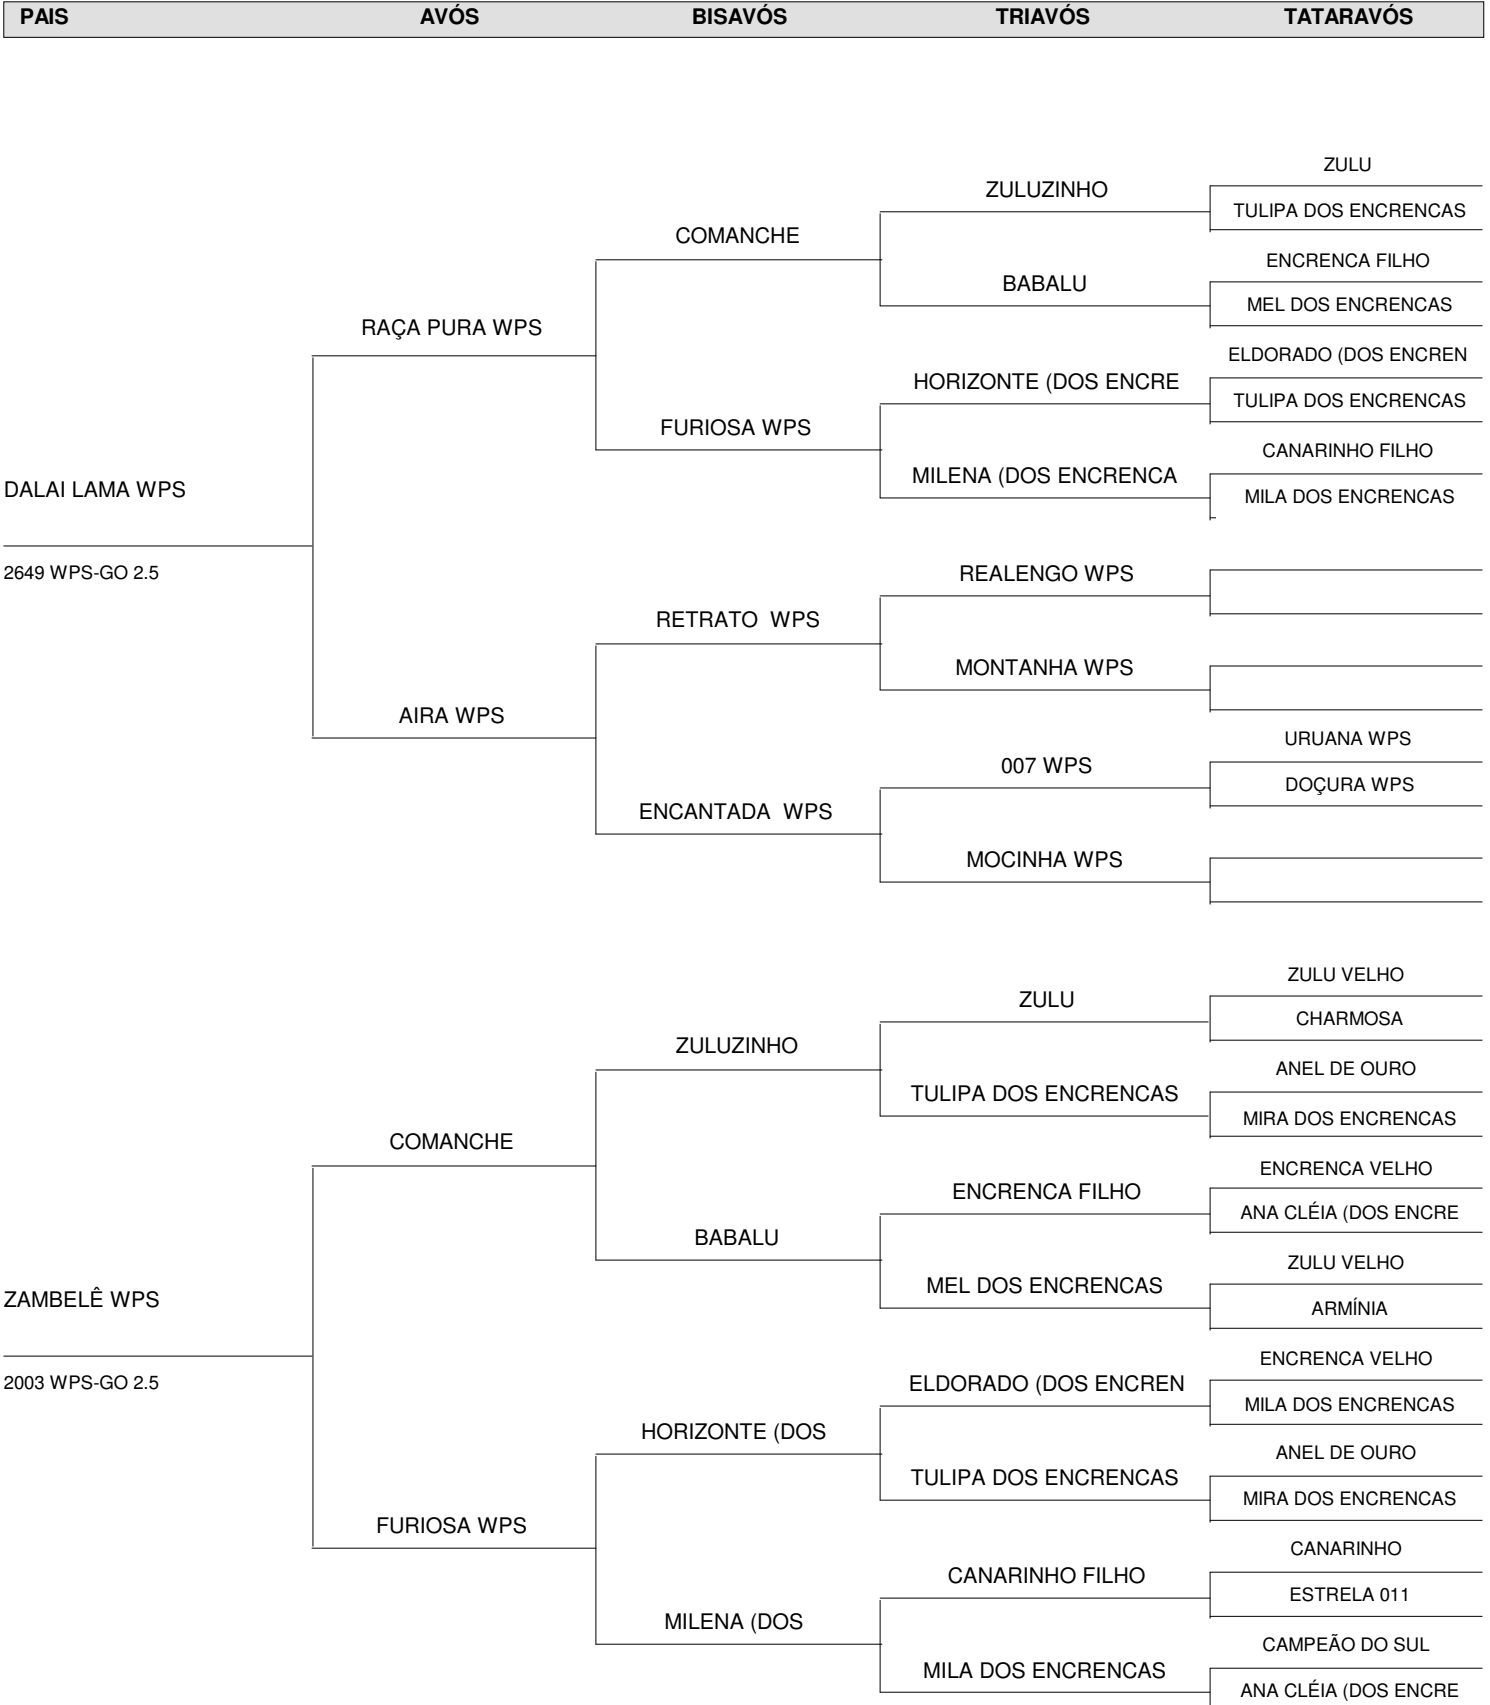 PAIS AVÓS BISAVÓS TRIAVÓS TATARAVÓS
ZULU
ZULUZINHO
TULIPA DOS ENCRENCAS
COMANCHE
ENCRENCA FILHO
BABALU
MEL DOS ENCRENCAS
RAÇA PURA WPS
ELDORADO (DOS ENCREN
HORIZONTE (DOS ENCRE
TULIPA DOS ENCRENCAS
FURIOSA WPS
CANARINHO FILHO
MILENA (DOS ENCRENCA
DALAI LAMA WPS
MILA DOS ENCRENCAS
2649 WPS-GO 2.5
REALENGO WPS
RETRATO  WPS
MONTANHA WPS
AIRA WPS
URUANA WPS
007 WPS
DOÇURA WPS
ENCANTADA  WPS
MOCINHA WPS
ZULU VELHO
ZULU
CHARMOSA
ZULUZINHO
ANEL DE OURO
TULIPA DOS ENCRENCAS
MIRA DOS ENCRENCAS
COMANCHE
ENCRENCA VELHO
ENCRENCA FILHO
ANA CLÉIA (DOS ENCRE
BABALU
ZULU VELHO
MEL DOS ENCRENCAS
ZAMBELÊ WPS
ARMÍNIA
ENCRENCA VELHO
2003 WPS-GO 2.5
ELDORADO (DOS ENCREN
MILA DOS ENCRENCAS
HORIZONTE (DOS
ANEL DE OURO
TULIPA DOS ENCRENCAS
MIRA DOS ENCRENCAS
FURIOSA WPS
CANARINHO
CANARINHO FILHO
ESTRELA 011
MILENA (DOS
CAMPEÃO DO SUL
MILA DOS ENCRENCAS
ANA CLÉIA (DOS ENCRE